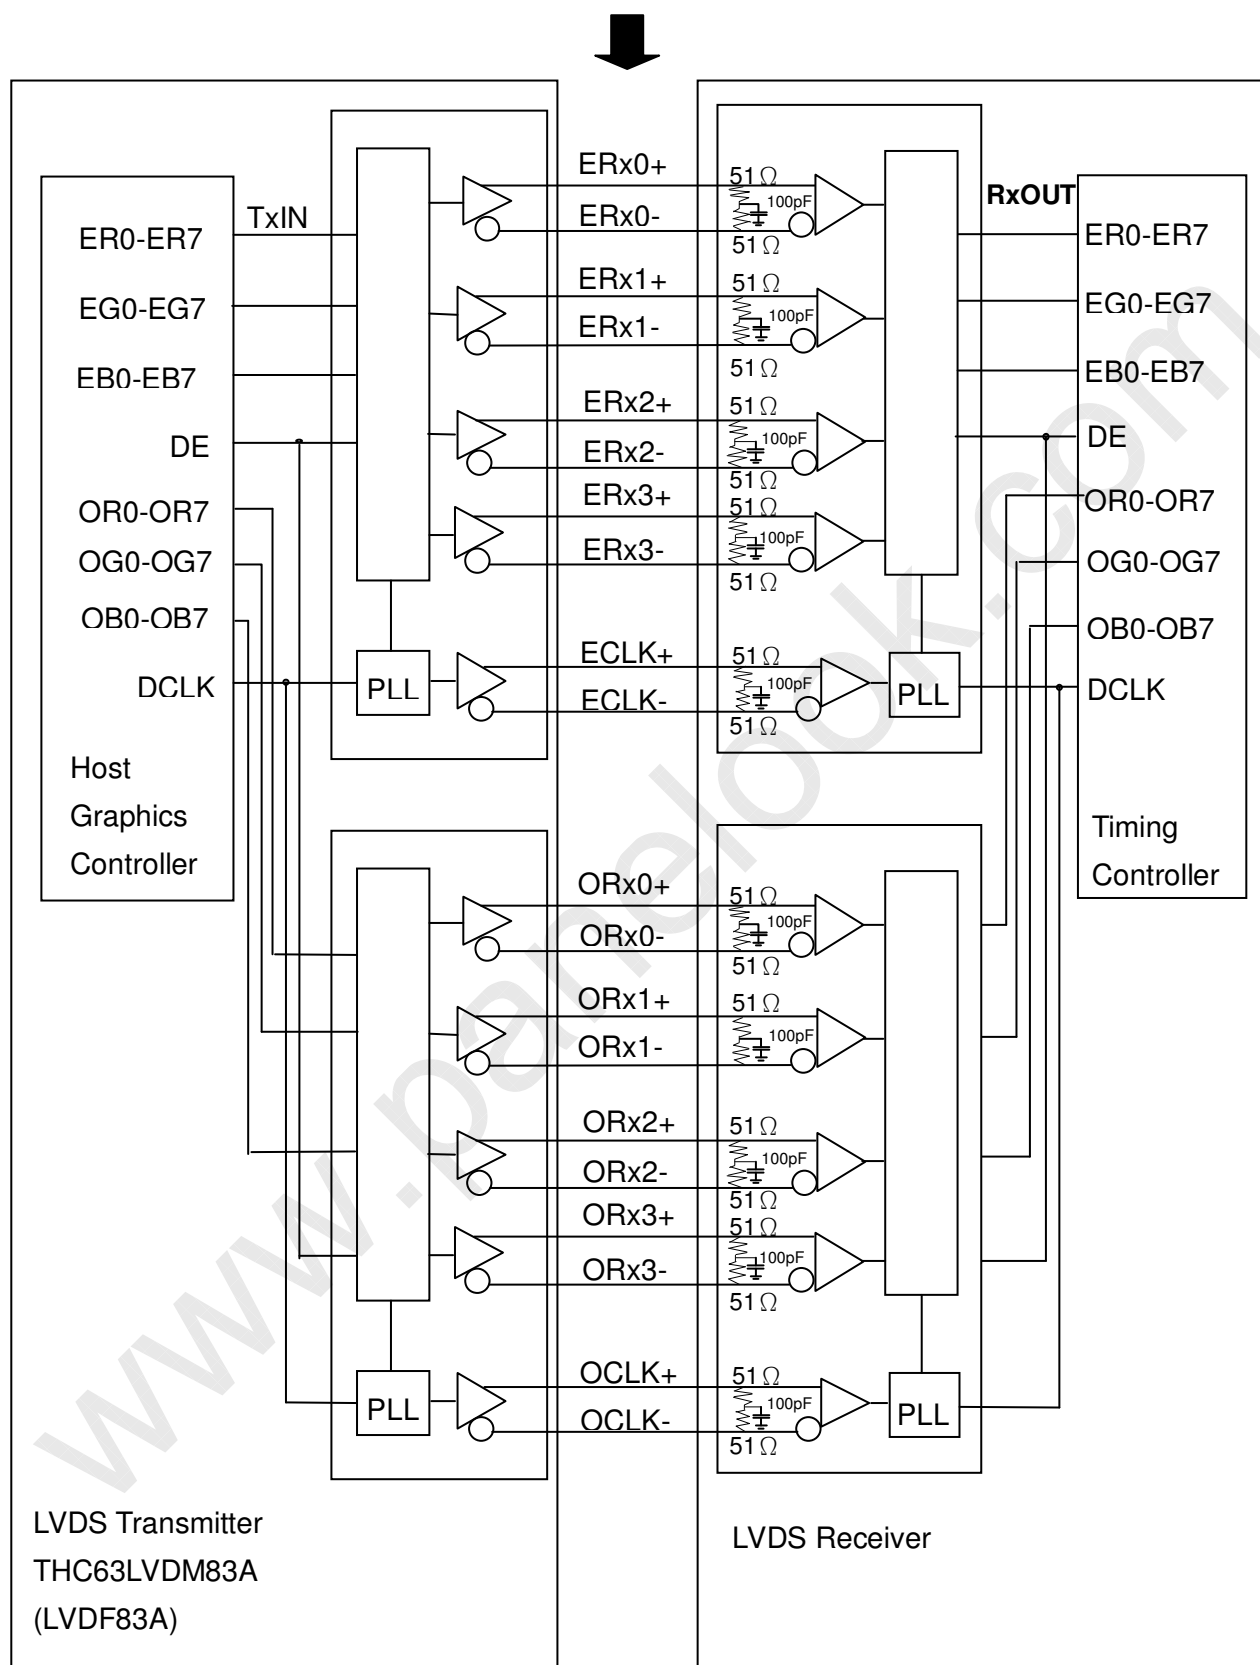 ERx0+
51Ω
RxOUT
100pF
TxIN
ERx0-
ER0-ER7
51Ω
ER0-ER7
ERx1+
51Ω
EG0-EG7
100pF
EG0-EG7
ERx1-
51Ω
EB0-EB7
EB0-EB7
ERx2+
51Ω
DE
100pF
DE
ERx2-
51Ω
ERx3+
51Ω
OR0-OR7
OR0-OR7
100pF
ERx3-
OG0-OG7
OG0-OG7
51Ω
OB0-OB7
OB0-OB7
ECLK+
51Ω
DCLK
PLL
100pF
PLL
DCLK
ECLK-
51Ω
Host
Graphics
Controller
Timing
Controller
ORx0+
51Ω
100pF
ORx0-
51Ω
ORx1+
51Ω
100pF
ORx1-
51Ω
ORx2+
51Ω
100pF
ORx2-
51Ω
ORx3+
51Ω
100pF
ORx3-
51Ω
OCLK+
51Ω
PLL
100pF
PLL
OCLK-
51Ω
LVDS Transmitter
THC63LVDM83A
(LVDF83A)
LVDS Receiver
www.panelook.com